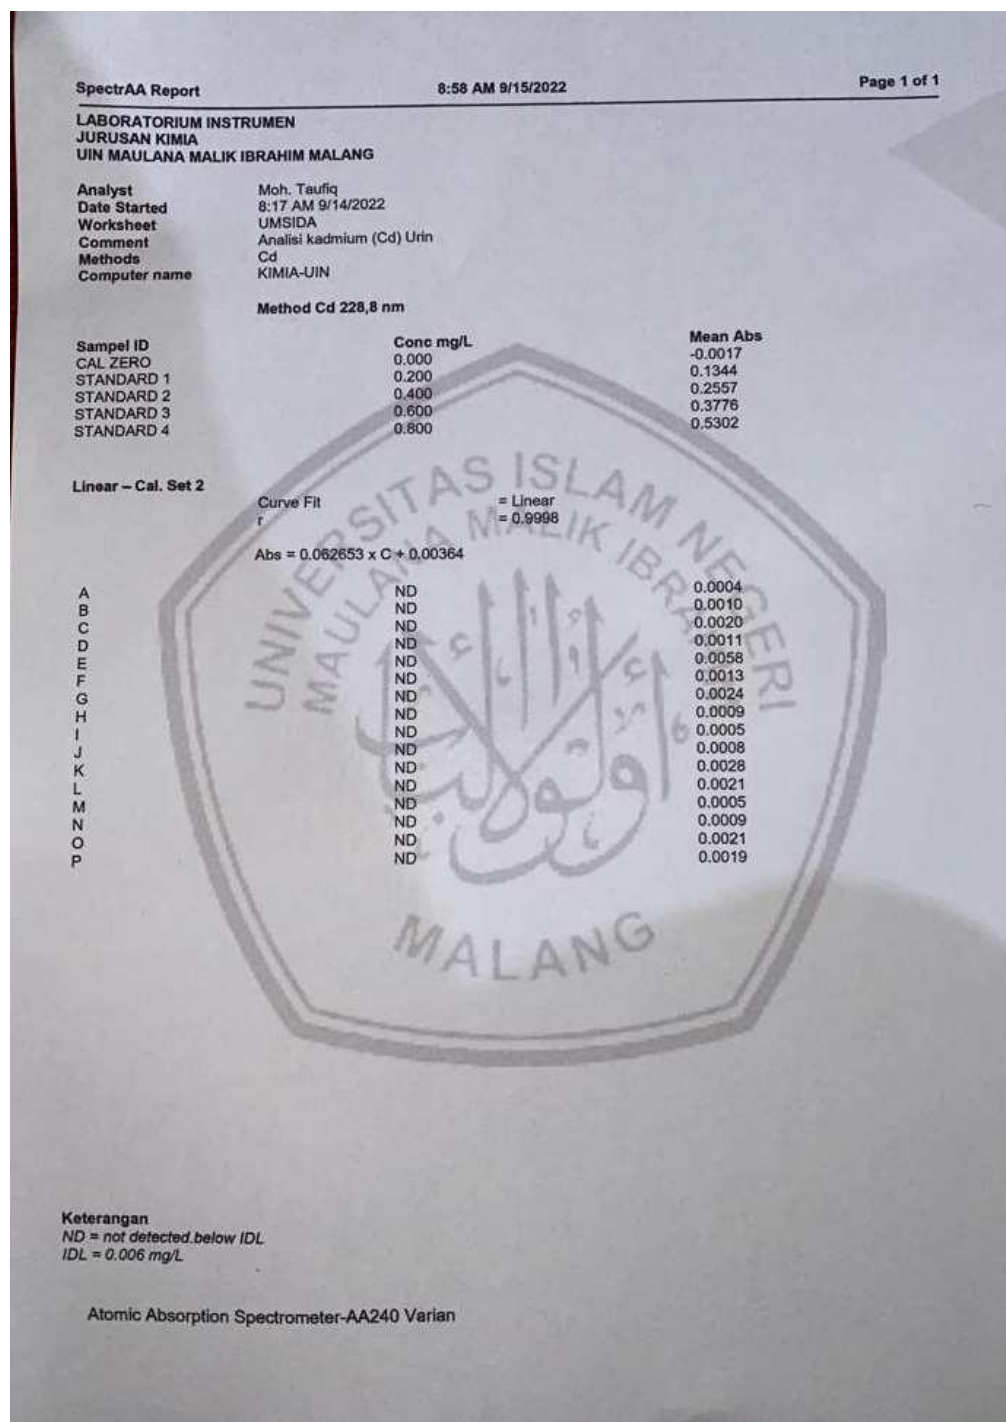 SpectrAA Report 8:58 AM 9/15/2022 Page 1 of 1
LABORATORIUM INSTRUMEN
JURUSAN KIMIA
UIN MAULANA MALIK IBRAHIM MALANG
Analyst Moh. Taufiq
Date Started 8:17 AM 9/14/2022
Worksheet UMSIDA
Comment Analisi kadmium (Cd) Urin
Methods Cd
Computer name KIMIA-UIN
Method Cd 228,8 nm
Sampel ID Conc mg/L Mean Abs
CAL ZERO 0.000 -0.0017
STANDARD 1 0.200 0.1344
STANDARD 2 0.400 0.2557
STANDARD 3 0.600 0.3776
STANDARD 4 0.800 0.5302
Linear – Cal. Set 2
Curve Fit = Linear
r = 0.9998
Abs = 0.062653 x C + 0.00364
A ND 0.0004
B ND 0.0010
C ND 0.0020
D ND 0.0011
E ND 0.0058
F ND 0.0013
G ND 0.0024
H ND 0.0009
I ND 0.0005
J ND 0.0008
K ND 0.0028
L ND 0.0021
M ND 0.0005
N ND 0.0009
O ND 0.0021
P ND 0.0019
UNIVERSITAS ISLAM NEGERI
MAULANA MALIK IBRAHIM
MALANG
Keterangan
ND = not detected.below IDL
IDL = 0.006 mg/L
Atomic Absorption Spectrometer-AA240 Varian